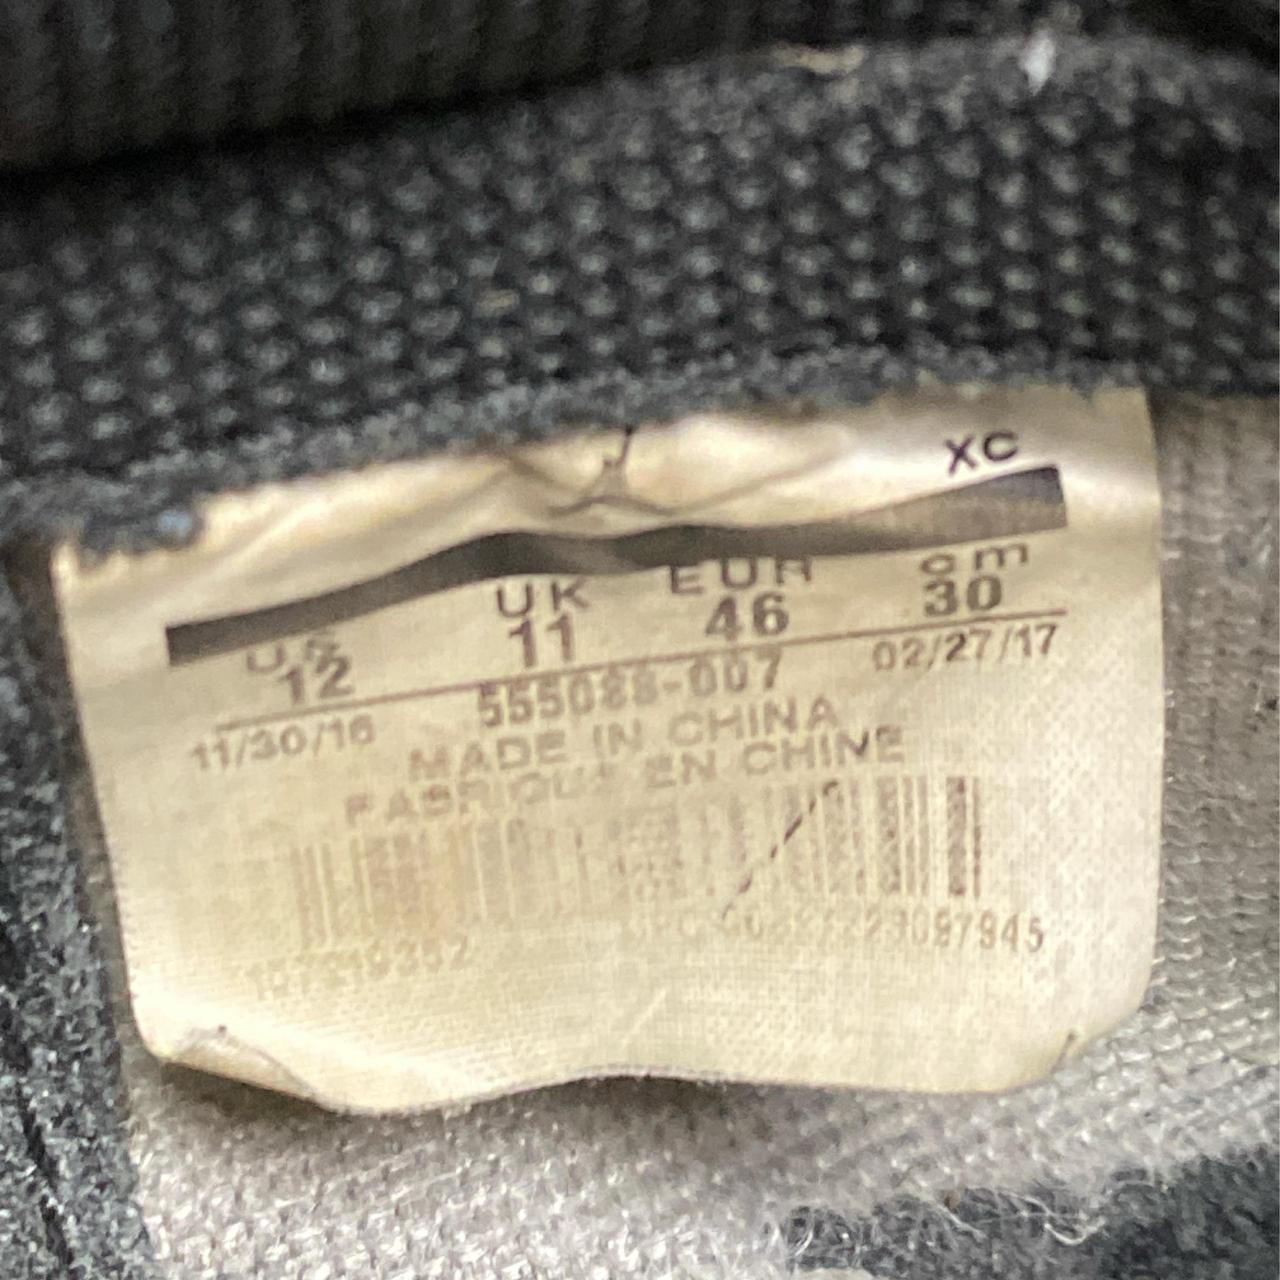 XC
US UK EUR cm
12 11 46 30
11/30/16 555088-007 02/27/17
MADE IN CHINA
FABRIQUE EN CHINE